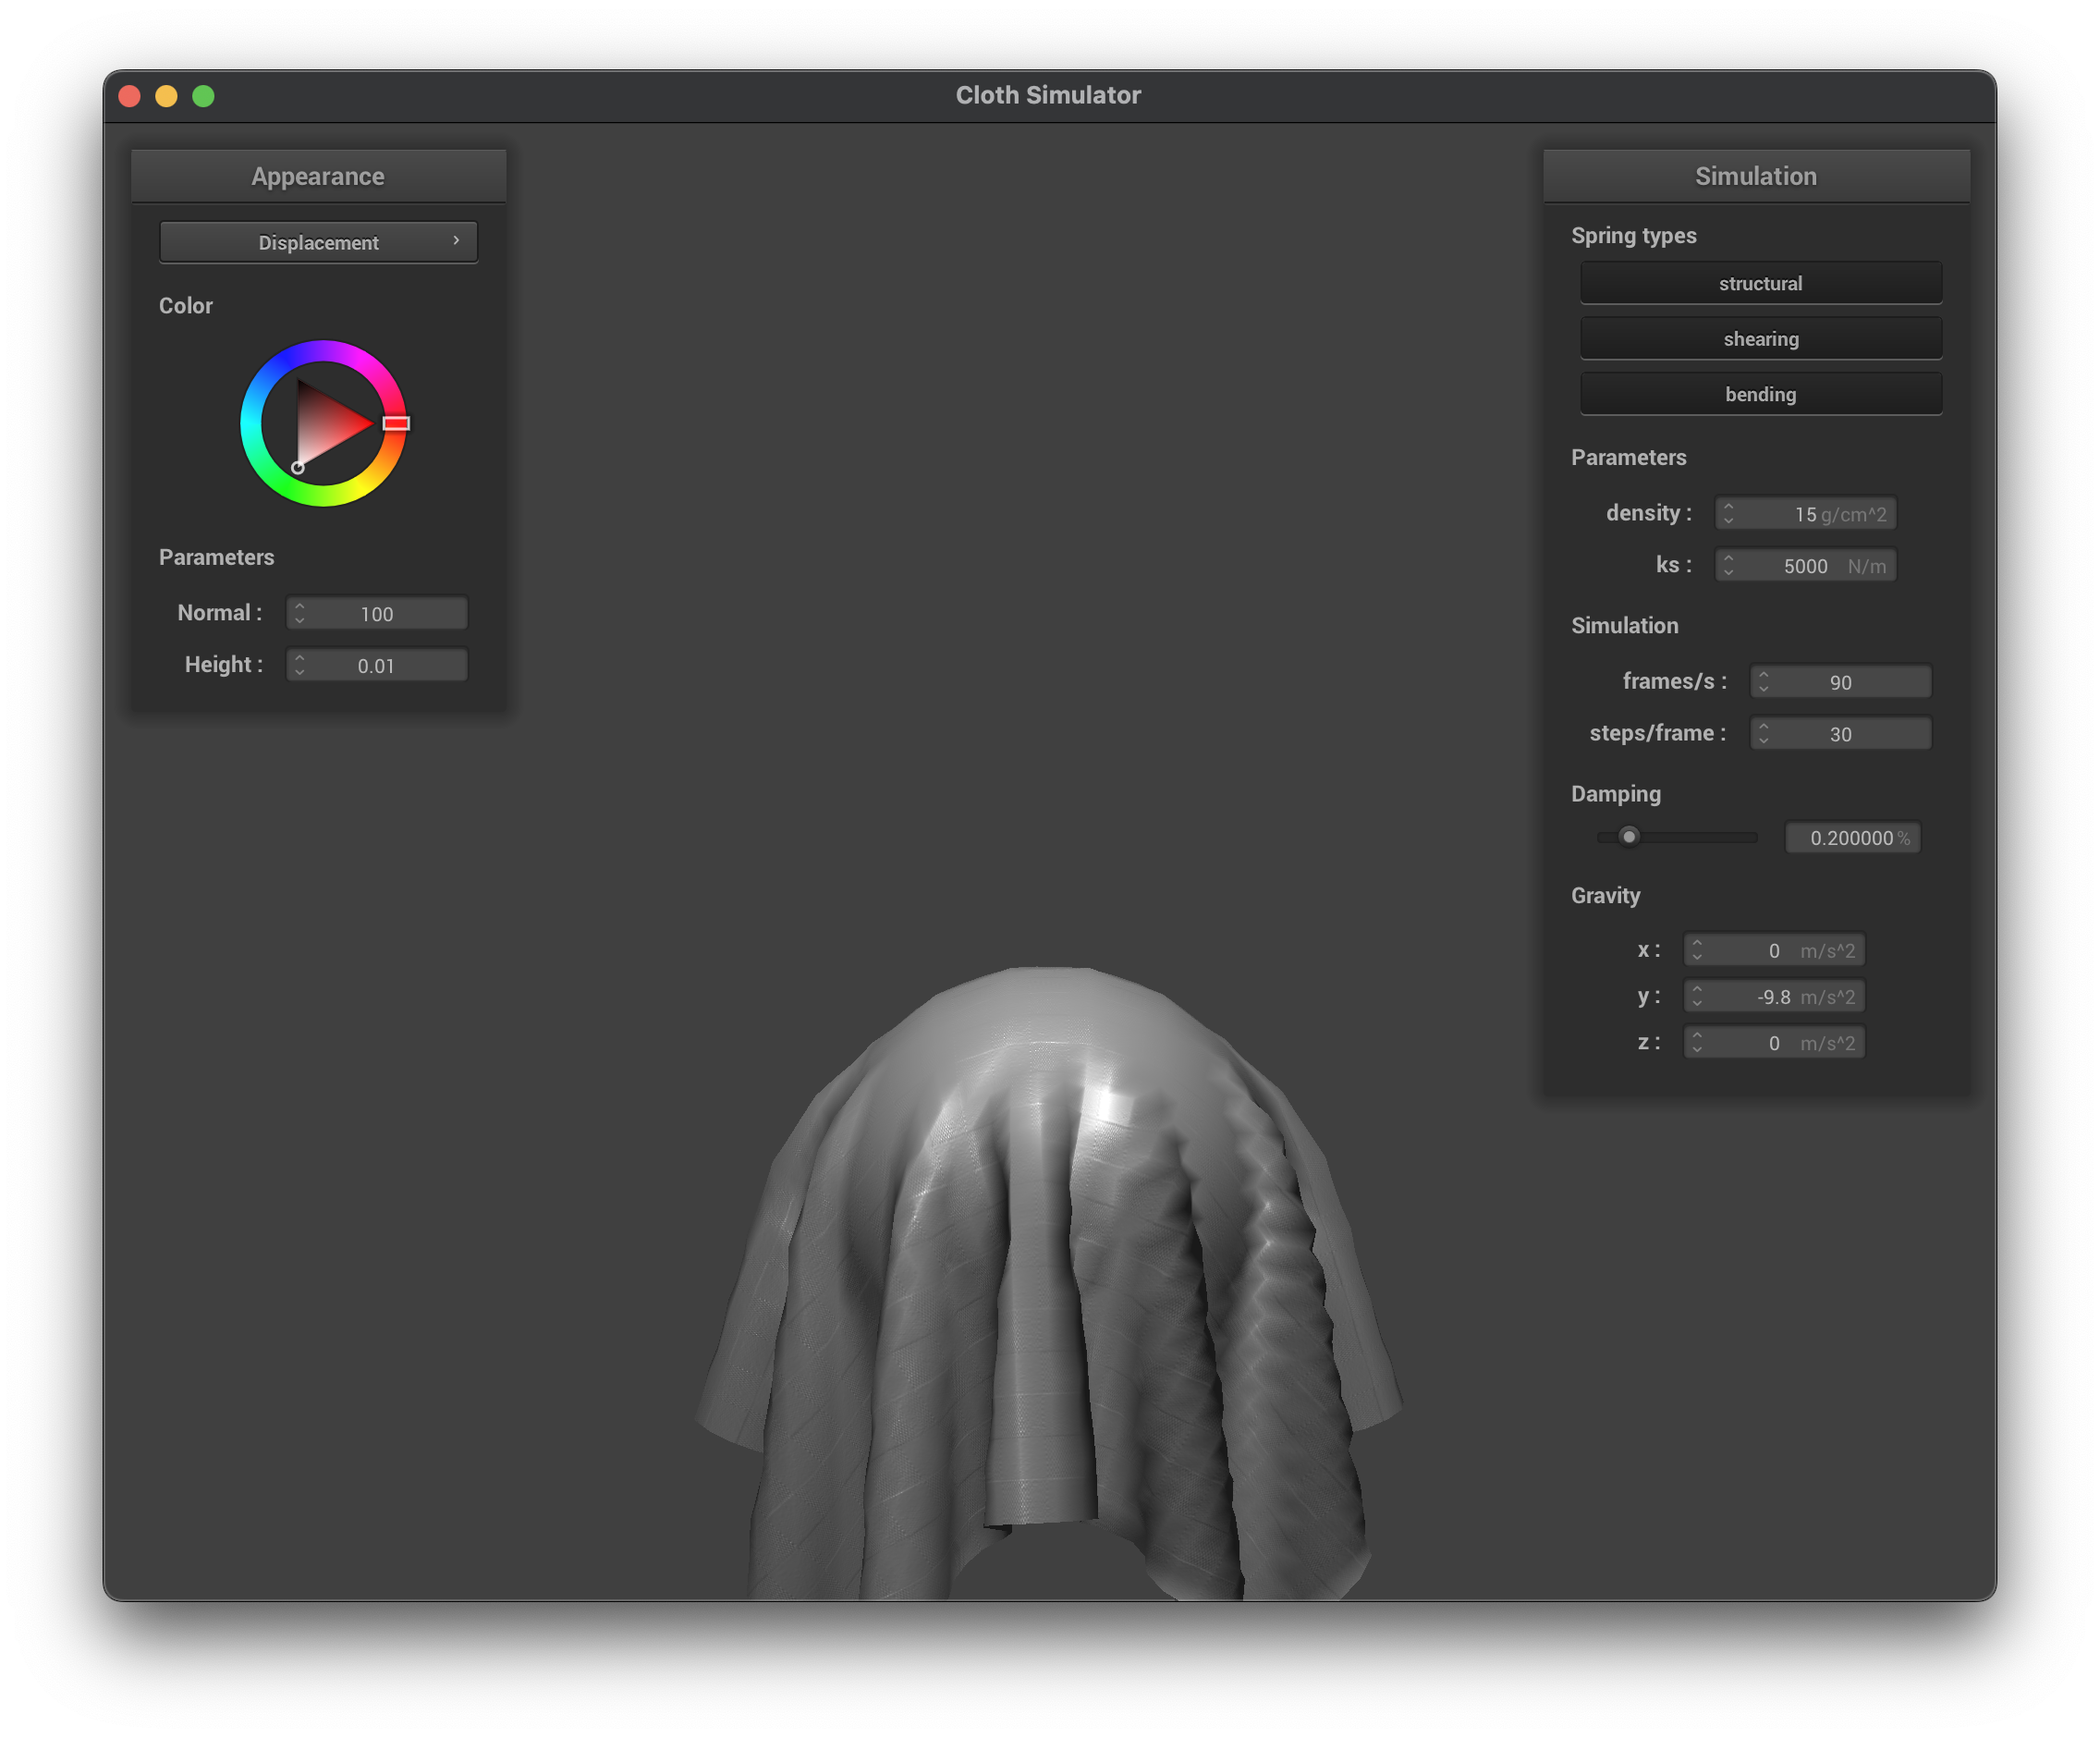 Cloth Simulator
Appearance
Displacement
Color
Parameters
Normal : 100
Height : 0.01
Simulation
Spring types
structural
shearing
bending
Parameters
density : 15 g/cm^2
ks : 5000 N/m
Simulation
frames/s : 90
steps/frame : 30
Damping
0.200000 %
Gravity
x : 0 m/s^2
y : -9.8 m/s^2
z : 0 m/s^2